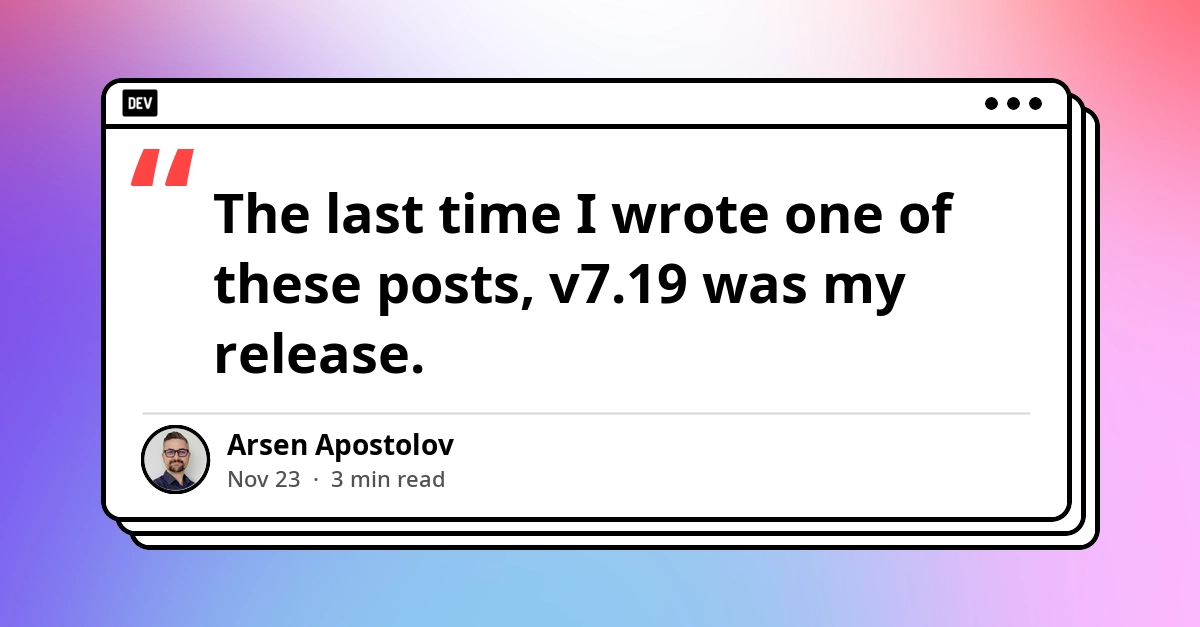 DEV
“
The last time I wrote one of
these posts, v7.19 was my
release.
Arsen Apostolov
Nov 23 · 3 min read